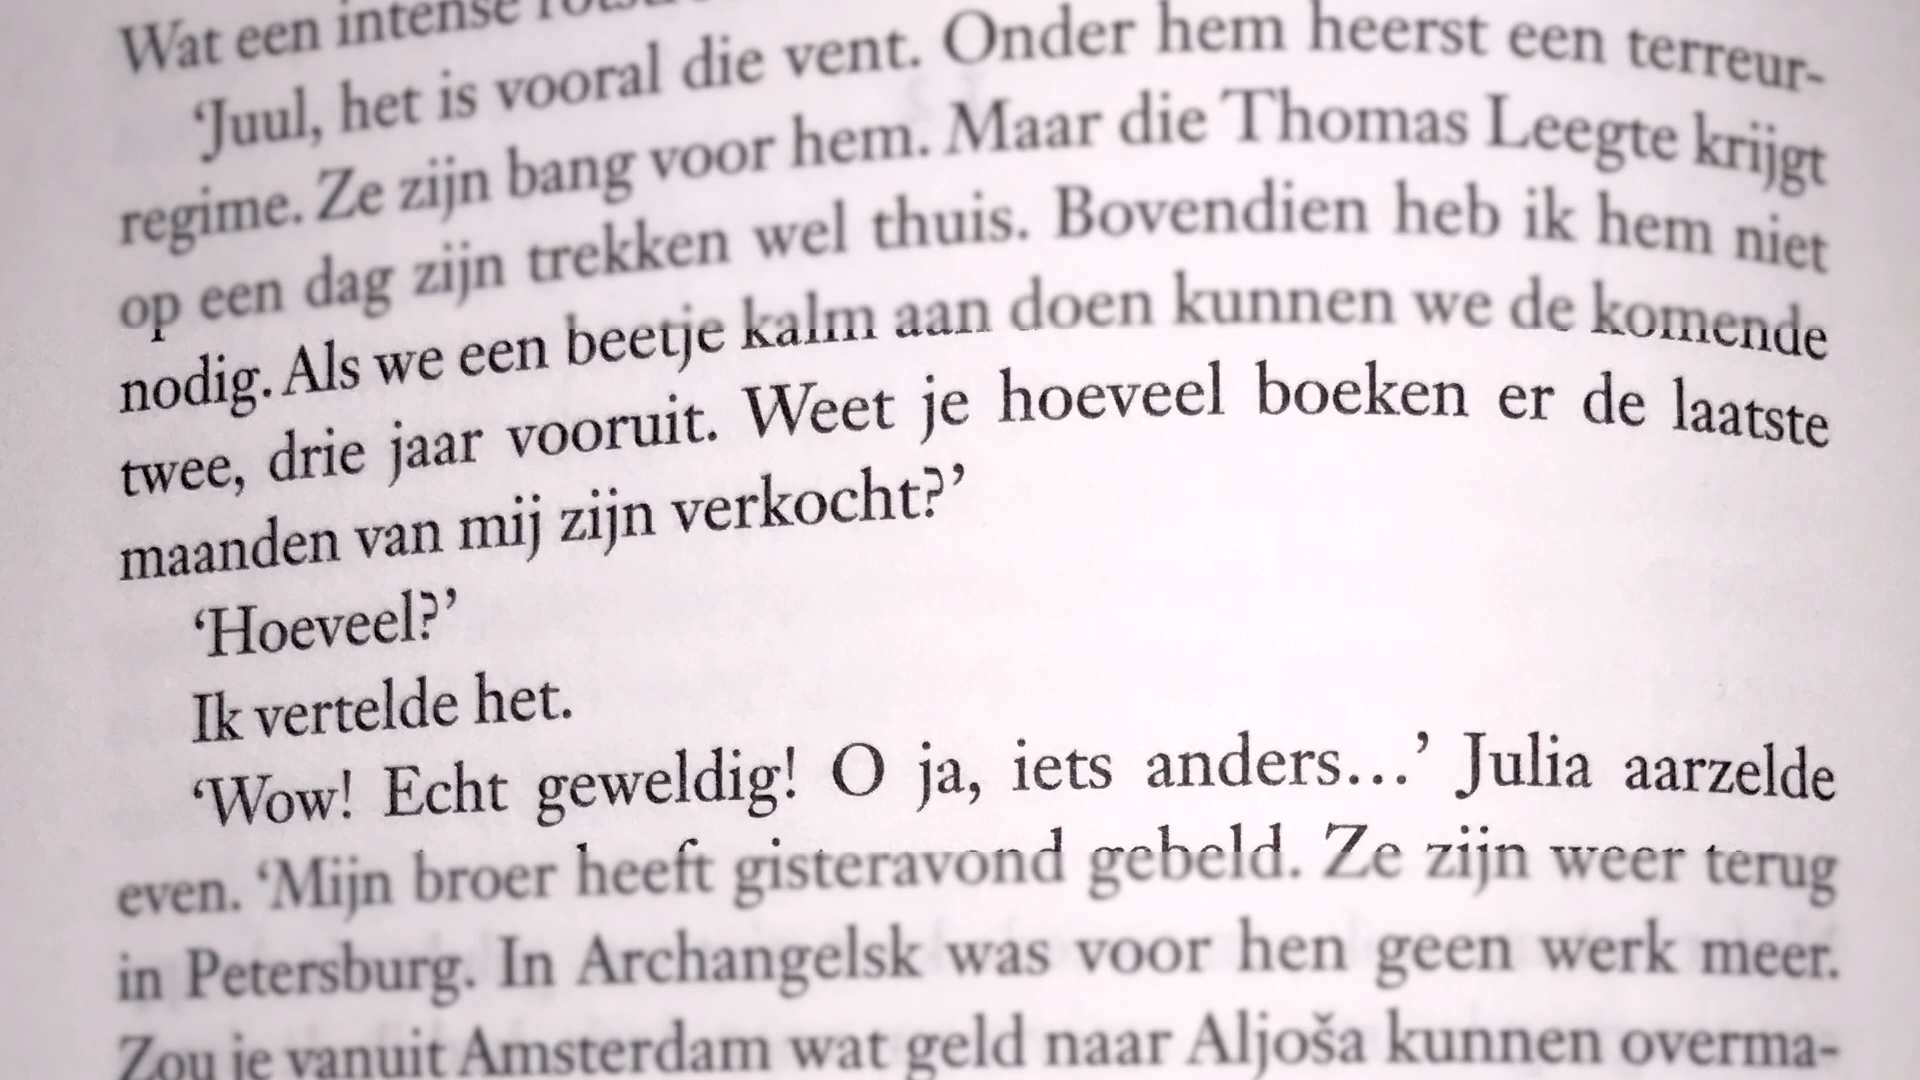 Wat een intense
‘Juul, het is vooral die vent. Onder hem heerst een terreur-
regime. Ze zijn bang voor hem. Maar die Thomas Leegte krijgt
op een dag zijn trekken wel thuis. Bovendien heb ik hem niet
nodig. Als we een beetje kalm aan doen kunnen we de komende
twee, drie jaar vooruit. Weet je hoeveel boeken er de laatste
maanden van mij zijn verkocht?’
‘Hoeveel?’
Ik vertelde het.
‘Wow! Echt geweldig! O ja, iets anders...’ Julia aarzelde
even. ‘Mijn broer heeft gisteravond gebeld. Ze zijn weer terug
in Petersburg. In Archangelsk was voor hen geen werk meer.
Zou je vanuit Amsterdam wat geld naar Aljoša kunnen overma-